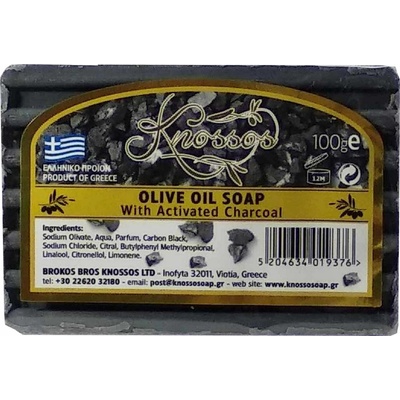 Knossos
100g e
ΕΛΛΗΝΙΚΟ ΠΡΟΪΟΝ
PRODUCT OF GREECE
12M
OLIVE OIL SOAP
With Activated Charcoal
Ingredients:
Sodium Olivate, Aqua, Parfum, Carbon Black,
Sodium Chloride, Citral, Butylphenyl Methylpropional,
Linalool, Citronellol, Limonene.
BROKOS BROS KNOSSOS LTD - Inofyta 32011, Viotia, Greece
tel.: +30 22620 32180 - email: post@knossosoap.gr - www.knossosoap.gr
5 204634 019376 >